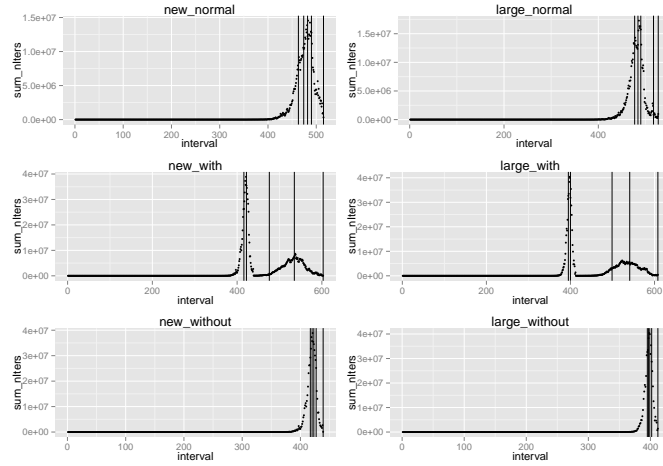 new_normal
sum_nIters
1.5e+07
1.0e+07
5.0e+06
0.0e+00
0 100 200 300 400 500
interval
large_normal
sum_nIters
1.5e+07
1.0e+07
5.0e+06
0.0e+00
0 200 400
interval
new_with
sum_nIters
4e+07
3e+07
2e+07
1e+07
0e+00
0 200 400 600
interval
large_with
sum_nIters
4e+07
3e+07
2e+07
1e+07
0e+00
0 200 400 600
interval
new_without
sum_nIters
4e+07
3e+07
2e+07
1e+07
0e+00
0 100 200 300 400
interval
large_without
sum_nIters
4e+07
3e+07
2e+07
1e+07
0e+00
0 100 200 300 400
interval